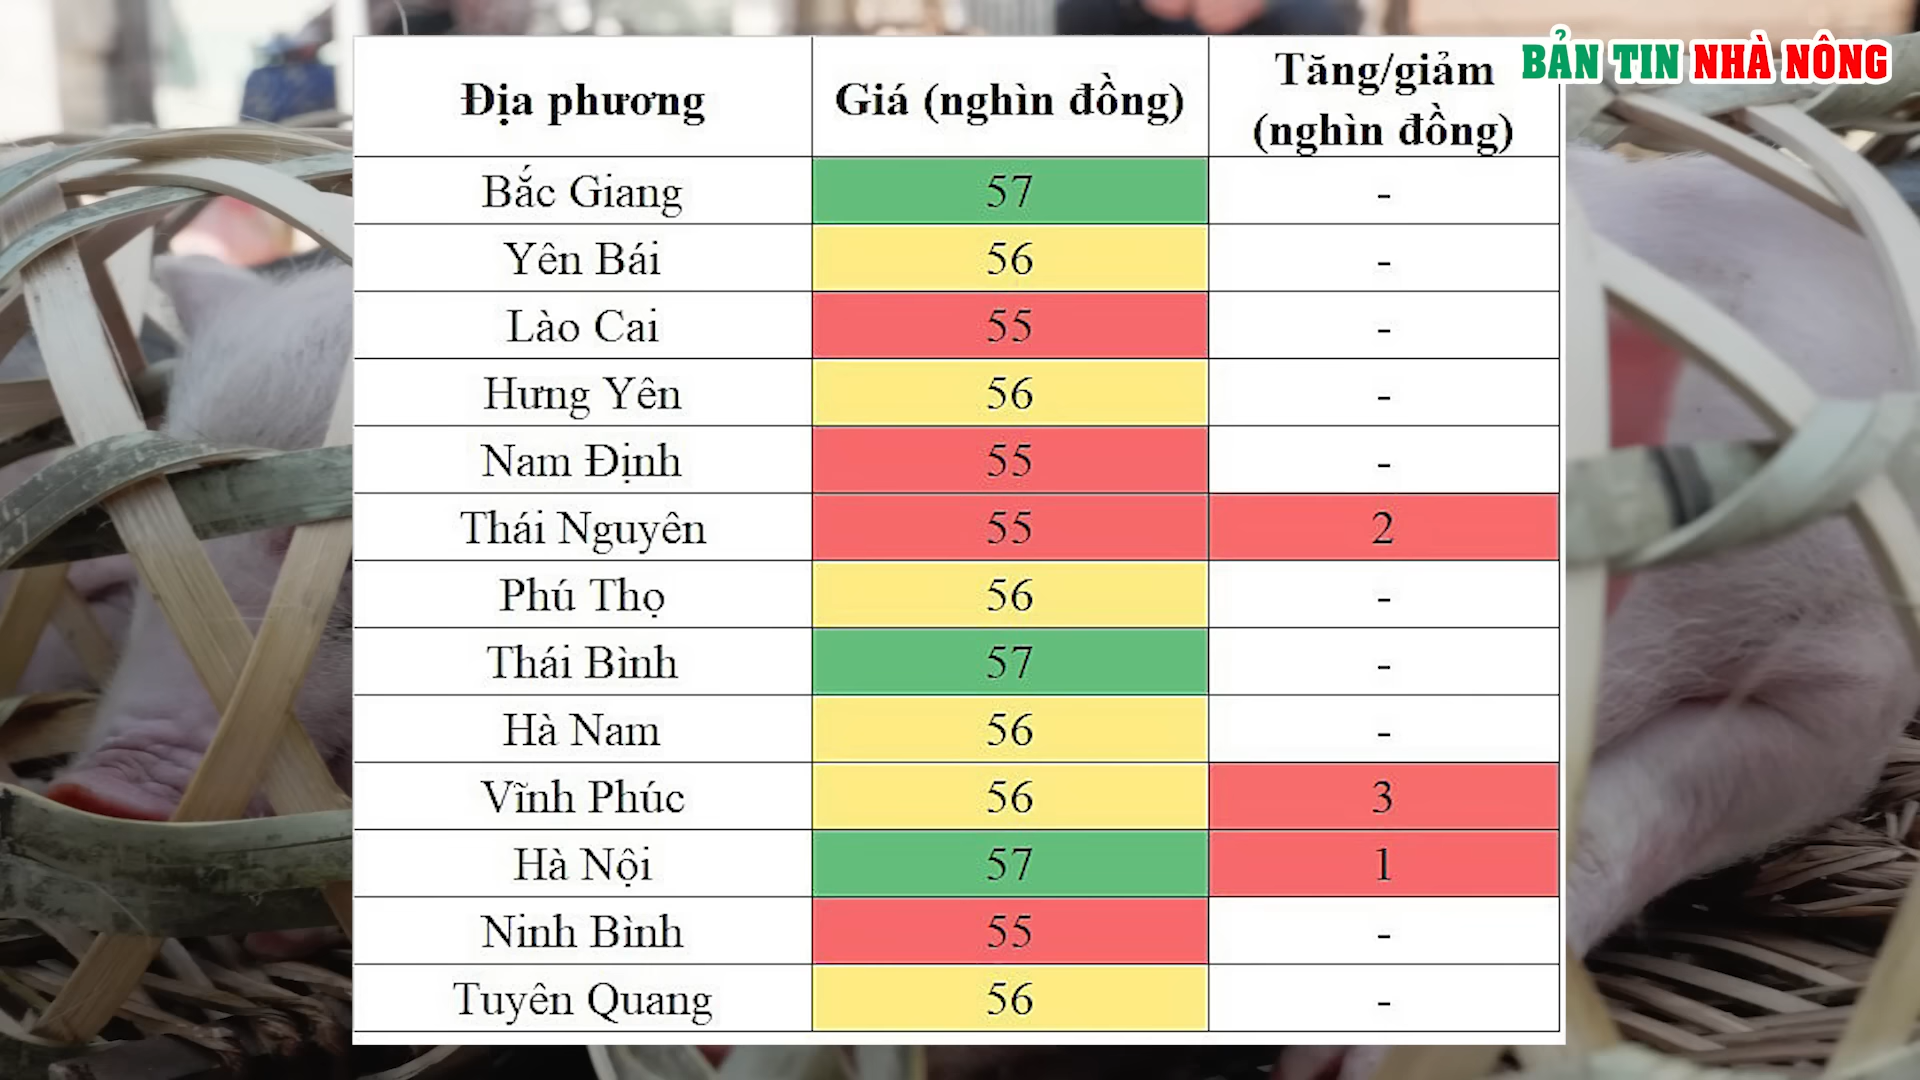 BẢN TIN NHÀ NÔNG
Địa phương Giá (nghìn đồng) Tăng/giảm (nghìn đồng)
Bắc Giang 57 -
Yên Bái 56 -
Lào Cai 55 -
Hưng Yên 56 -
Nam Định 55 -
Thái Nguyên 55 2
Phú Thọ 56 -
Thái Bình 57 -
Hà Nam 56 -
Vĩnh Phúc 56 3
Hà Nội 57 1
Ninh Bình 55 -
Tuyên Quang 56 -